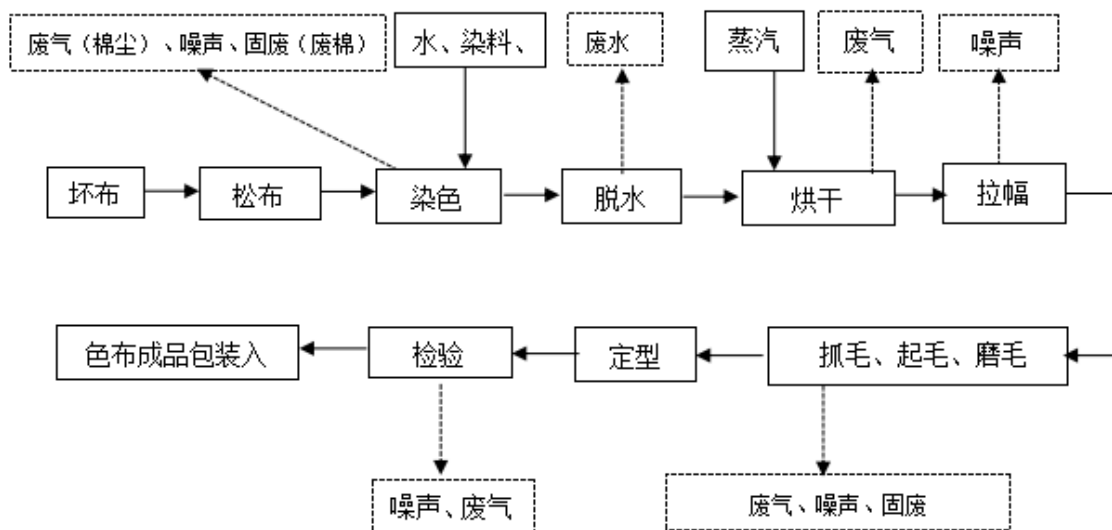 废气（棉尘）、噪声、固废（废棉）
水、染料、
废水
蒸汽
废气
噪声
坯布
松布
染色
脱水
烘干
拉幅
色布成品包装入
检验
定型
抓毛、起毛、磨毛
噪声、废气
废气、噪声、固废